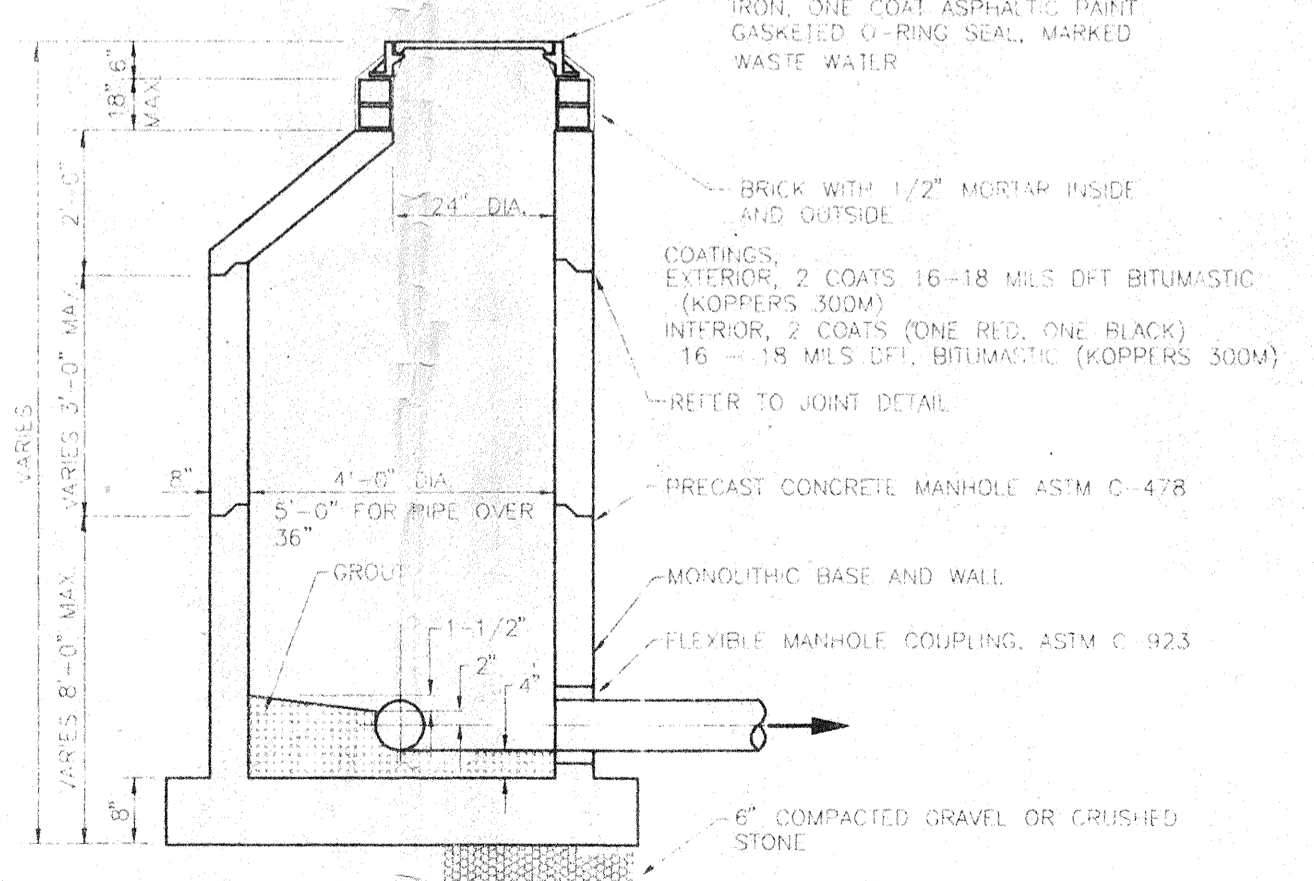 IRON, ONE COAT ASPHALTIC PAINT
GASKETED O-RING SEAL, MARKED
WASTE WATER
6"
18"
MAX.
2'-0"
24" DIA.
BRICK WITH 1/2" MORTAR INSIDE
AND OUTSIDE
COATINGS,
EXTERIOR, 2 COATS 16-18 MILS DFT BITUMASTIC
(KOPPERS 300M)
INTERIOR, 2 COATS (ONE RED, ONE BLACK)
16 - 18 MILS DFT. BITUMASTIC (KOPPERS 300M)
REFER TO JOINT DETAIL
VARIES
VARIES 3'-0" MAX.
8"
4'-0" DIA.
5'-0" FOR PIPE OVER
36"
PRECAST CONCRETE MANHOLE ASTM C-478
GROUT
MONOLITHIC BASE AND WALL
1-1/2"
2"
4"
FLEXIBLE MANHOLE COUPLING, ASTM C 923
VARIES 8'-0" MAX.
8"
6" COMPACTED GRAVEL OR CRUSHED
STONE